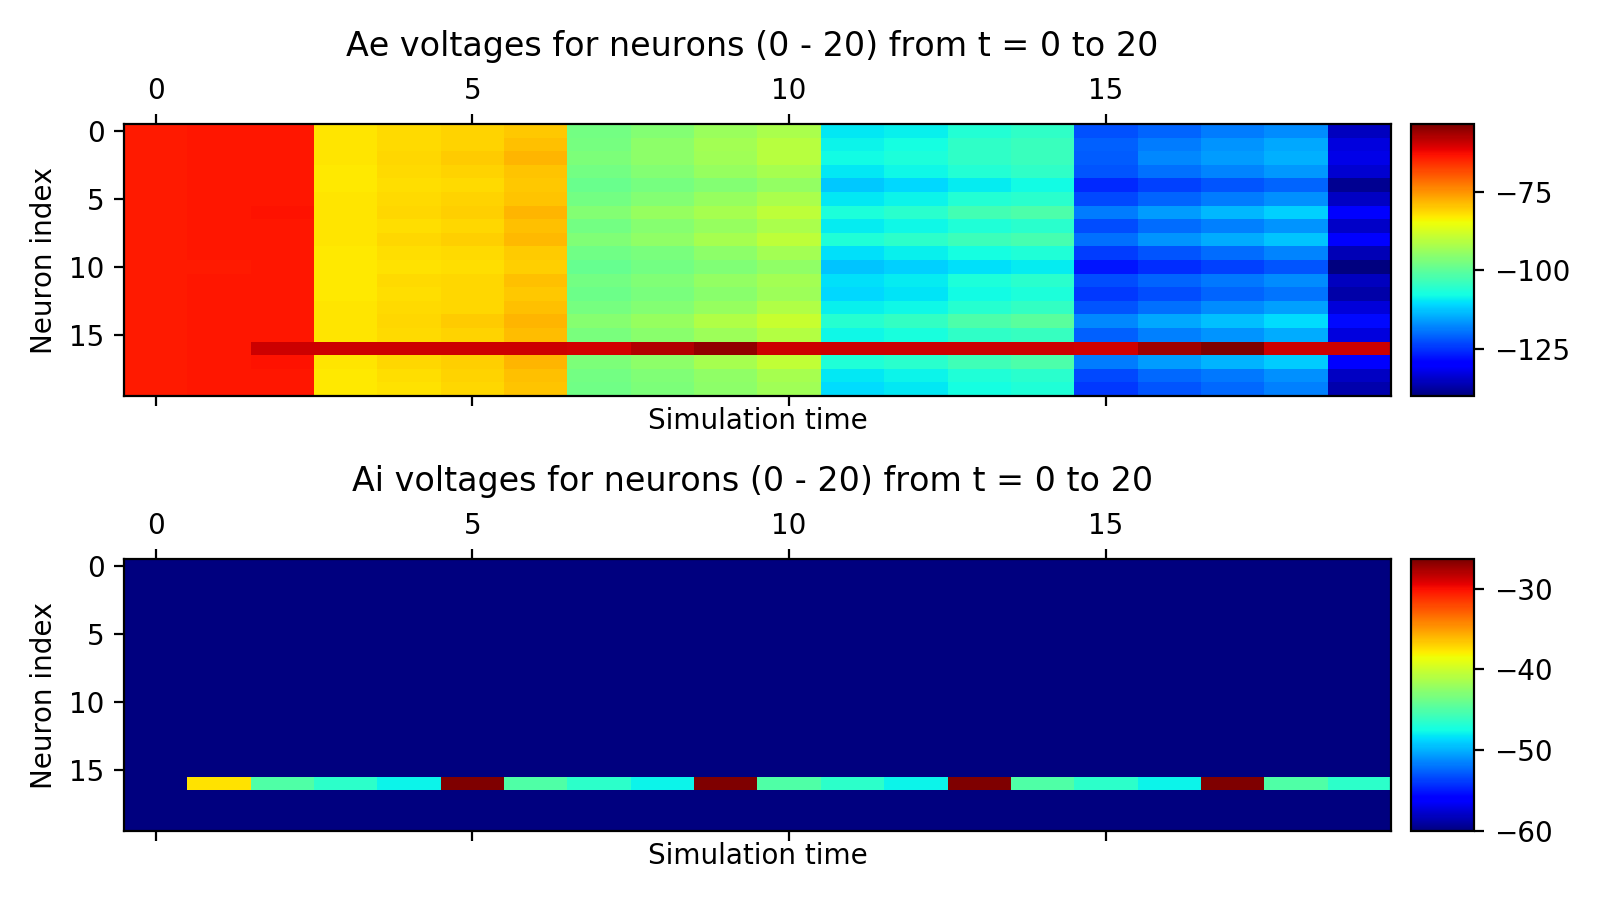 Ae voltages for neurons (0 - 20) from t = 0 to 20
0 5 10 15
Neuron index
0
5
10
15
−75
−100
−125
Simulation time
Ai voltages for neurons (0 - 20) from t = 0 to 20
0 5 10 15
Neuron index
0
5
10
15
−30
−40
−50
−60
Simulation time